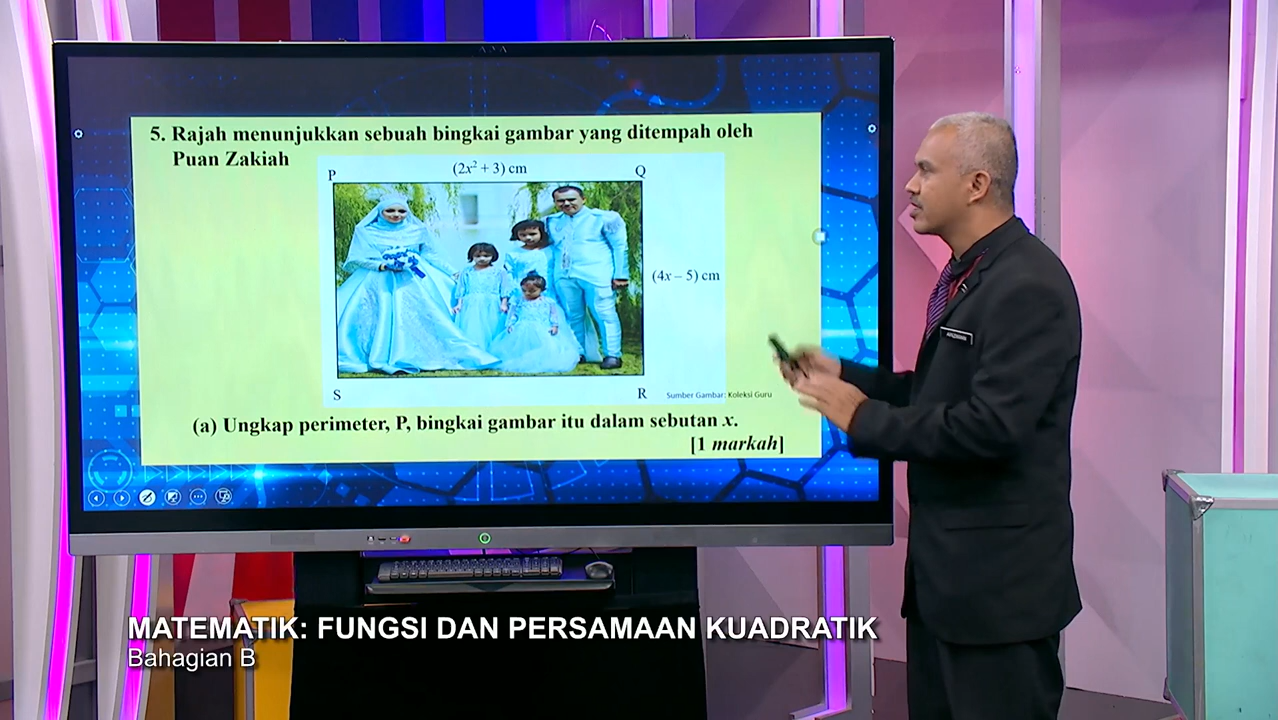 5. Rajah menunjukkan sebuah bingkai gambar yang ditempah oleh
Puan Zakiah
P
(2x² + 3) cm
Q
(4x – 5) cm
S
R
Sumber Gambar: Koleksi Guru
(a) Ungkap perimeter, P, bingkai gambar itu dalam sebutan x.
[1 markah]
MATEMATIK: FUNGSI DAN PERSAMAAN KUADRATIK
Bahagian B